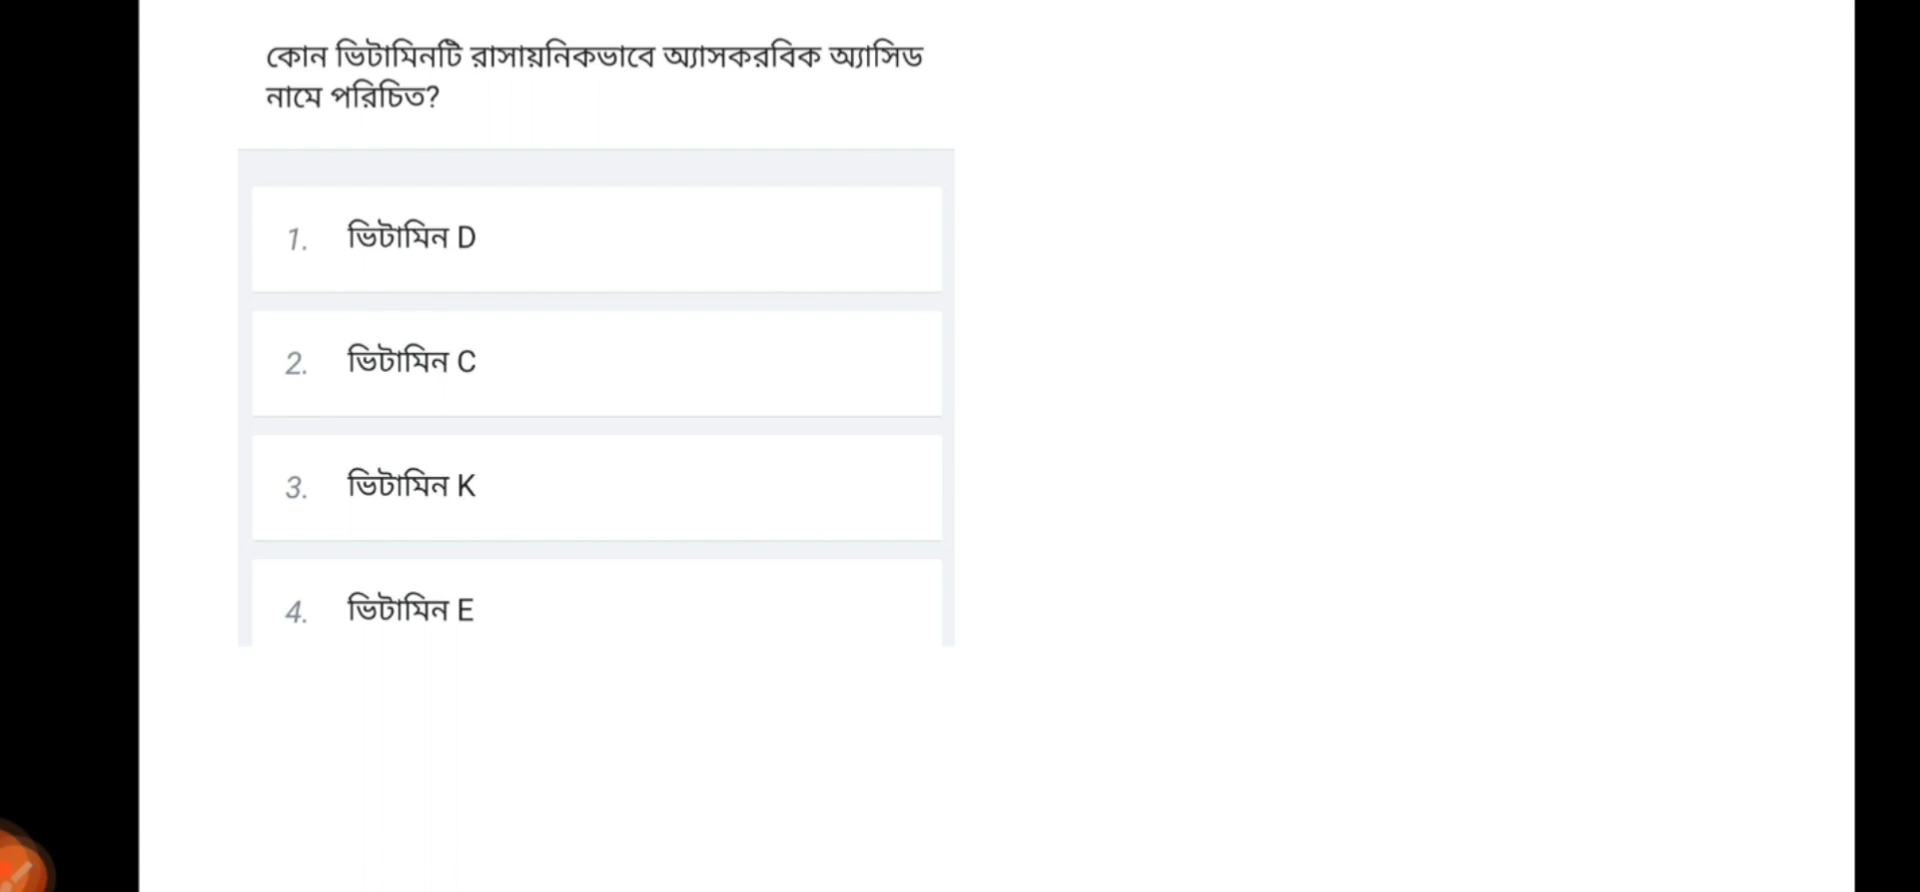 কোন ভিটামিনটি রাসায়নিকভাবে অ্যাসকরবিক অ্যাসিড
নামে পরিচিত?
1. ভিটামিন D
2. ভিটামিন C
3. ভিটামিন K
4. ভিটামিন E